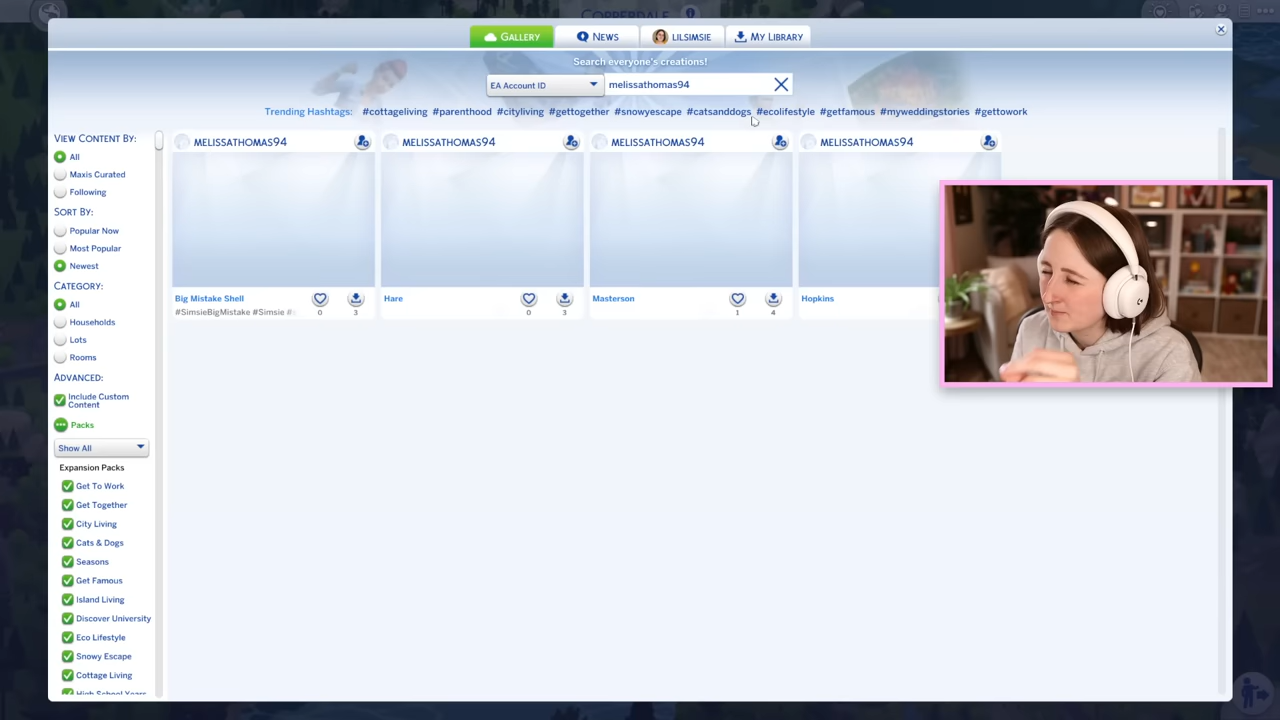 COPPERDALE
GALLERY
NEWS
LILSIMSIE
MY LIBRARY
Search everyone's creations!
EA Account ID
melissathomas94
Trending Hashtags: #cottageliving #parenthood #cityliving #gettogether #snowyescape #catsanddogs #ecolifestyle #getfamous #myweddingstories #gettowork
VIEW CONTENT BY:
All
Maxis Curated
Following
SORT BY:
Popular Now
Most Popular
Newest
CATEGORY:
All
Households
Lots
Rooms
ADVANCED:
Include Custom
Content
Packs
Show All
Expansion Packs
Get To Work
Get Together
City Living
Cats & Dogs
Seasons
Get Famous
Island Living
Discover University
Eco Lifestyle
Snowy Escape
Cottage Living
High School Years
MELISSATHOMAS94
Big Mistake Shell
#SimsieBigMistake #Simsie #
0
3
MELISSATHOMAS94
Hare
0
3
MELISSATHOMAS94
Masterson
1
4
MELISSATHOMAS94
Hopkins